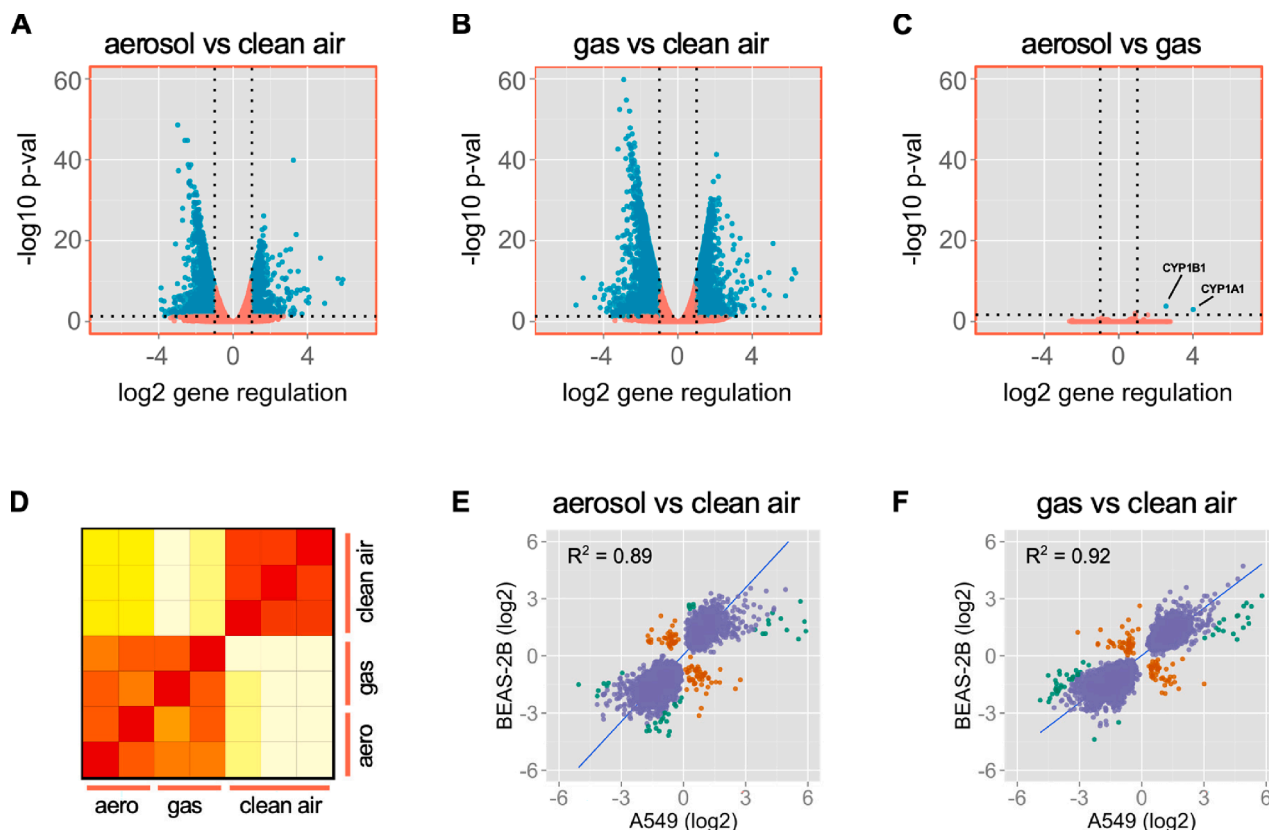 A
aerosol vs clean air
60
40
20
0
-log10 p-val
-4 0 4
log2 gene regulation
B
gas vs clean air
60
40
20
0
-log10 p-val
-4 0 4
log2 gene regulation
C
aerosol vs gas
60
40
20
0
-log10 p-val
CYP1B1
CYP1A1
-4 0 4
log2 gene regulation
D
clean air
gas
aero
aero gas clean air
E
aerosol vs clean air
R² = 0.89
6
3
0
-3
-6
BEAS-2B (log2)
-6 -3 0 3 6
A549 (log2)
F
gas vs clean air
R² = 0.92
6
3
0
-3
-6
BEAS-2B (log2)
-6 -3 0 3 6
A549 (log2)